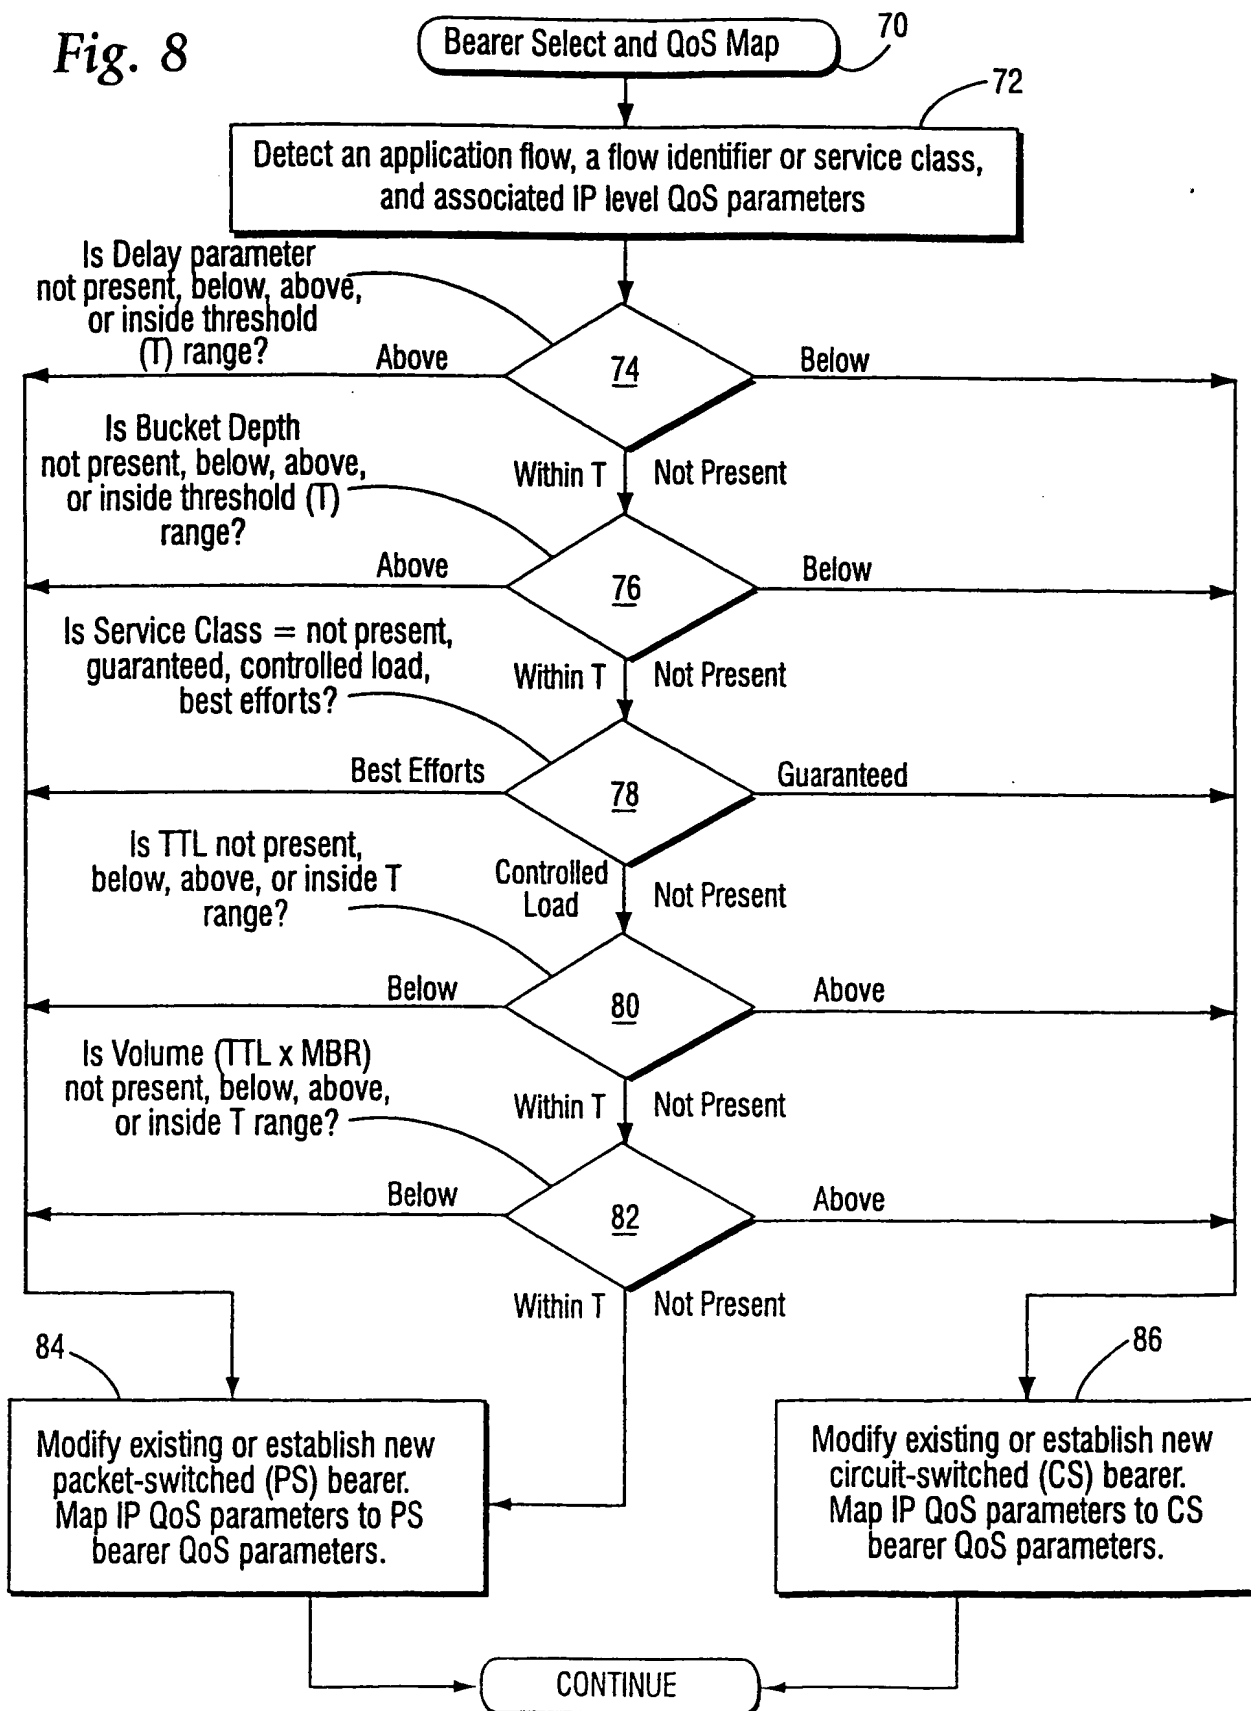 Fig. 8
Bearer Select and QoS Map
70
72
Detect an application flow, a flow identifier or service class,
and associated IP level QoS parameters
Is Delay parameter
not present, below, above,
or inside threshold
(T) range?
Above
74
Below
Within T
Not Present
Is Bucket Depth
not present, below, above,
or inside threshold (T)
range?
Above
76
Below
Within T
Not Present
Is Service Class = not present,
guaranteed, controlled load,
best efforts?
Best Efforts
78
Guaranteed
Controlled
Load
Not Present
Is TTL not present,
below, above, or inside T
range?
Below
80
Above
Within T
Not Present
Is Volume (TTL x MBR)
not present, below, above,
or inside T range?
Below
82
Above
Within T
Not Present
84
Modify existing or establish new
packet-switched (PS) bearer.
Map IP QoS parameters to PS
bearer QoS parameters.
86
Modify existing or establish new
circuit-switched (CS) bearer.
Map IP QoS parameters to CS
bearer QoS parameters.
CONTINUE